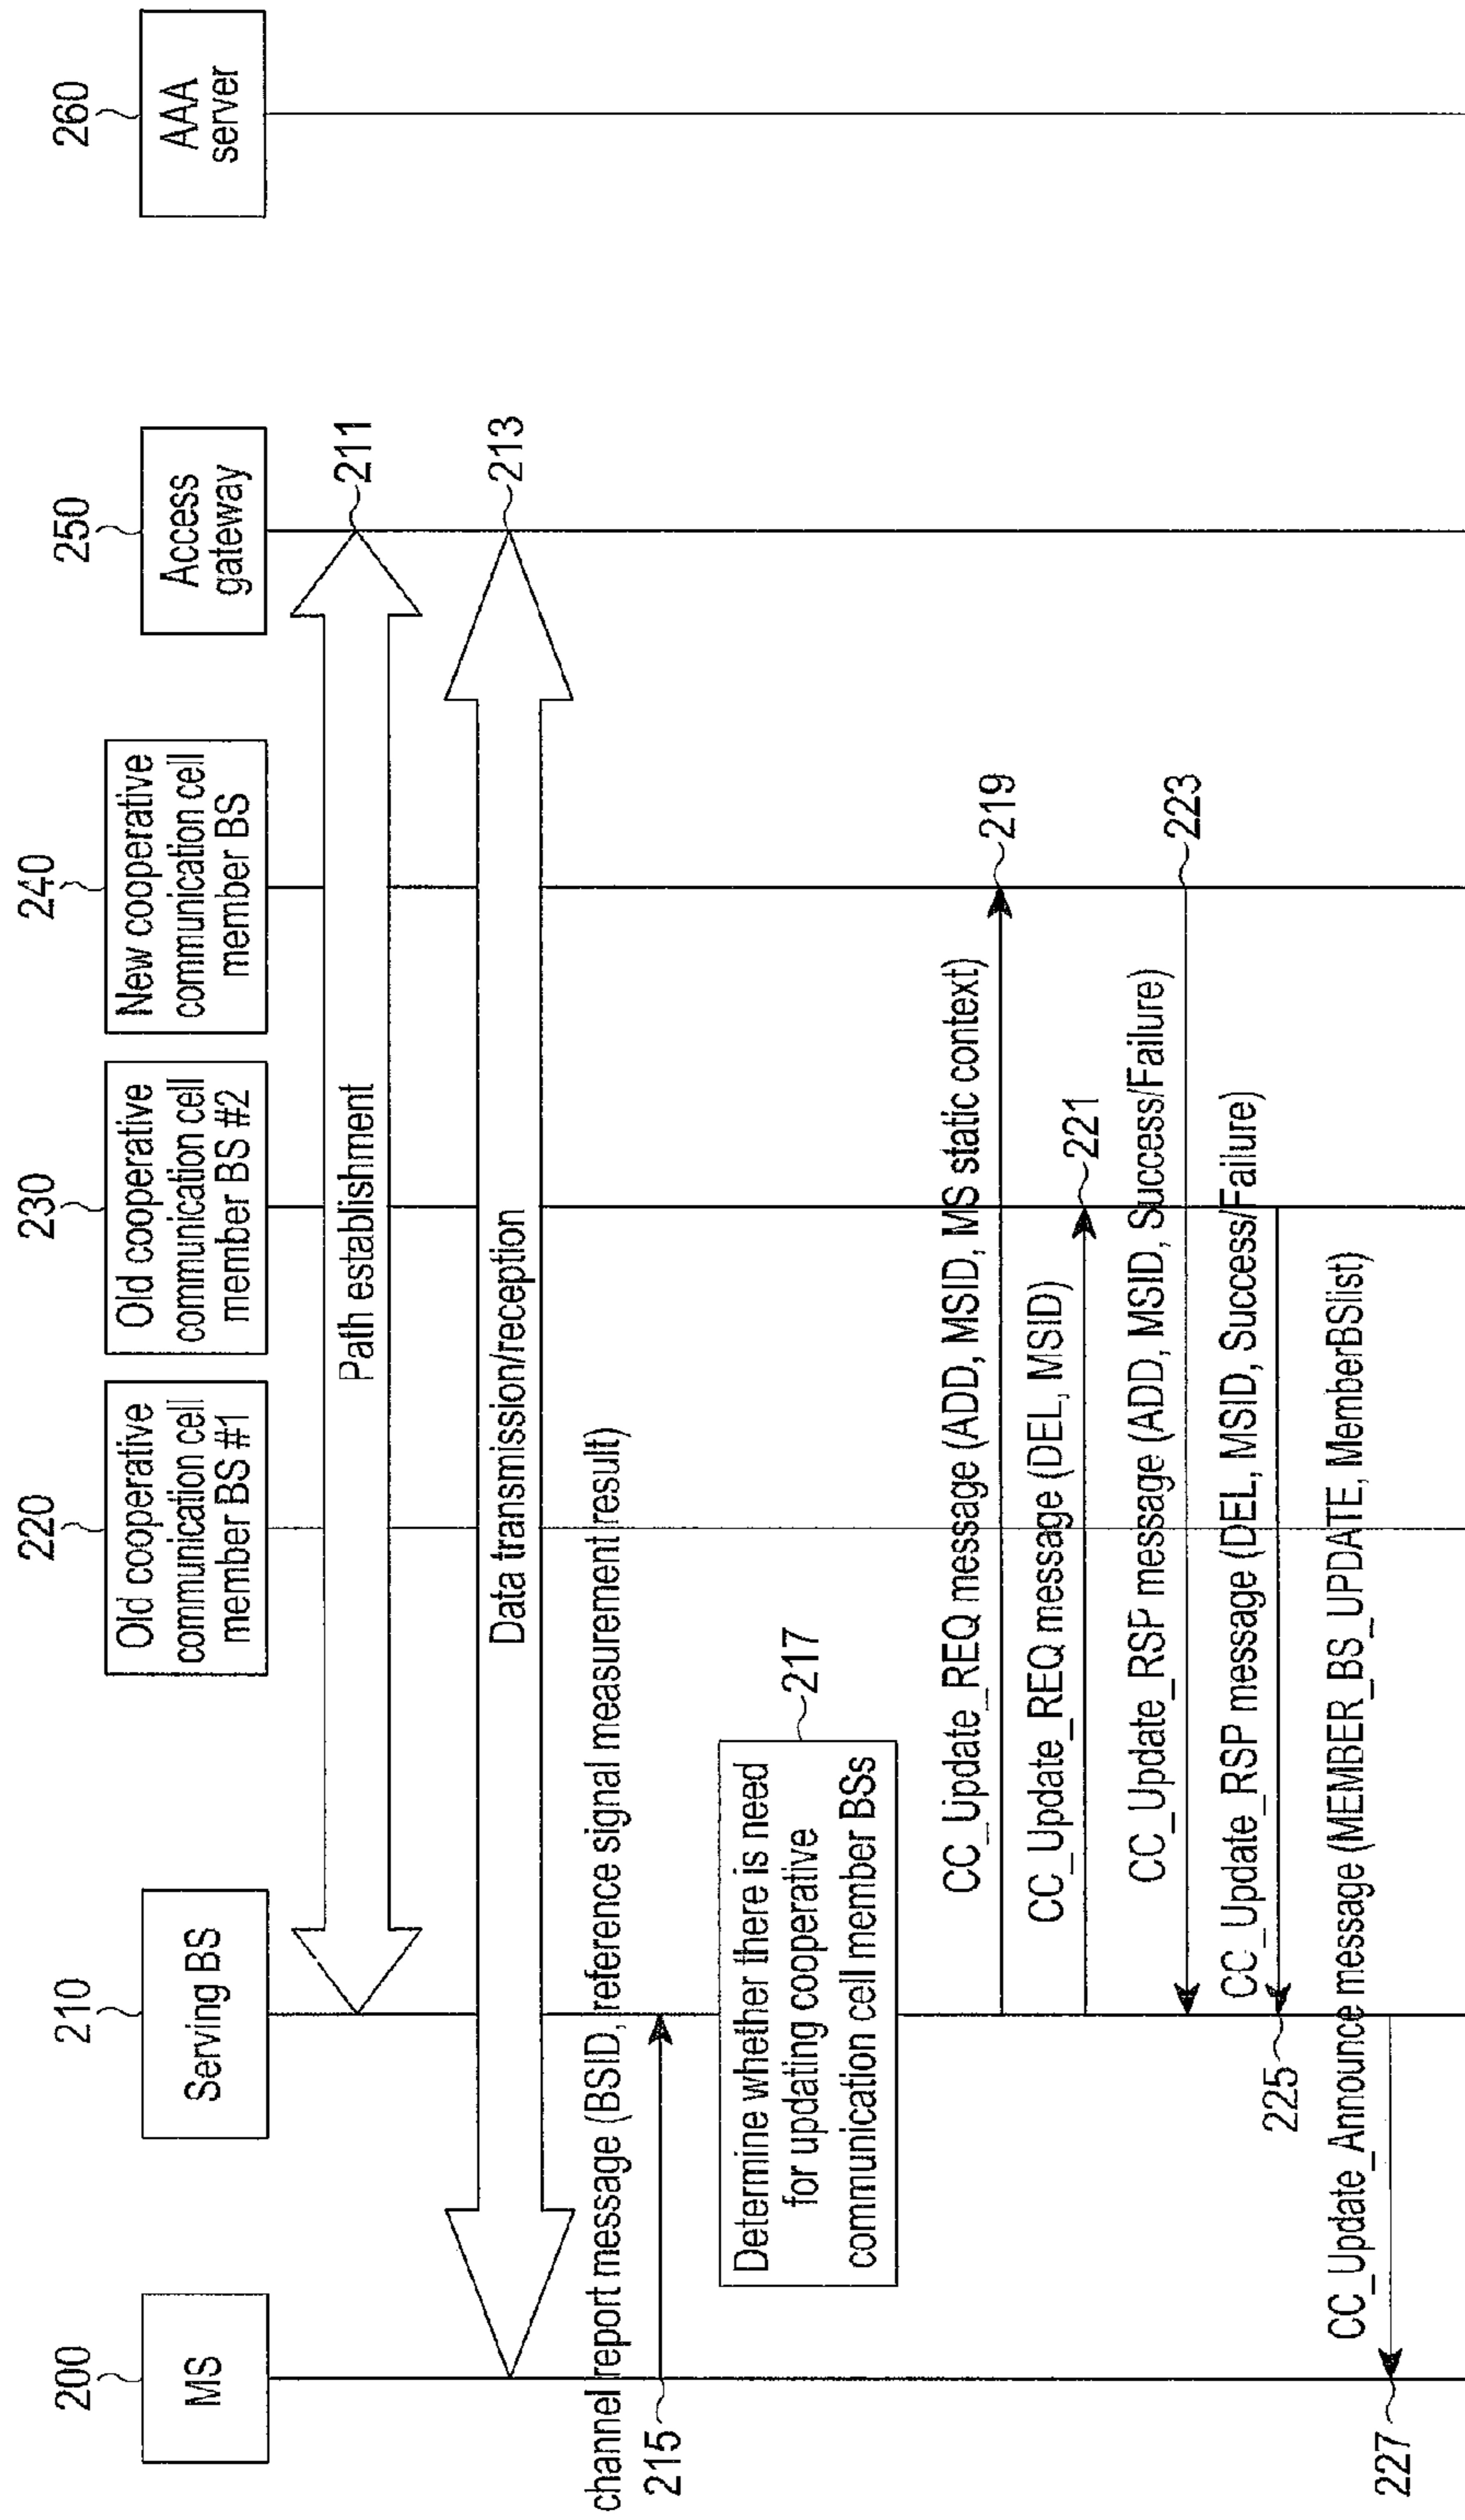 200
MS
210
Serving BS
220
Old cooperative
communication cell
member BS #1
230
Old cooperative
communication cell
member BS #2
240
New cooperative
communication cell
member BS
250
Access
gateway
260
AAA
server
Path establishment
211
Data transmission/reception
213
channel report message (BSID, reference signal measurement result)
215
Determine whether there is need
for updating cooperative
communication cell member BSs
217
CC_Update_REQ message (ADD, MSID, MS static context)
219
CC_Update_REQ message (DEL, MSID)
221
CC_Update_RSP message (ADD, MSID, Success/Failure)
223
CC_Update_RSP message (DEL, MSID, Success/Failure)
225
CC_Update_Announce message (MEMBER_BS_UPDATE, MemberBSlist)
227